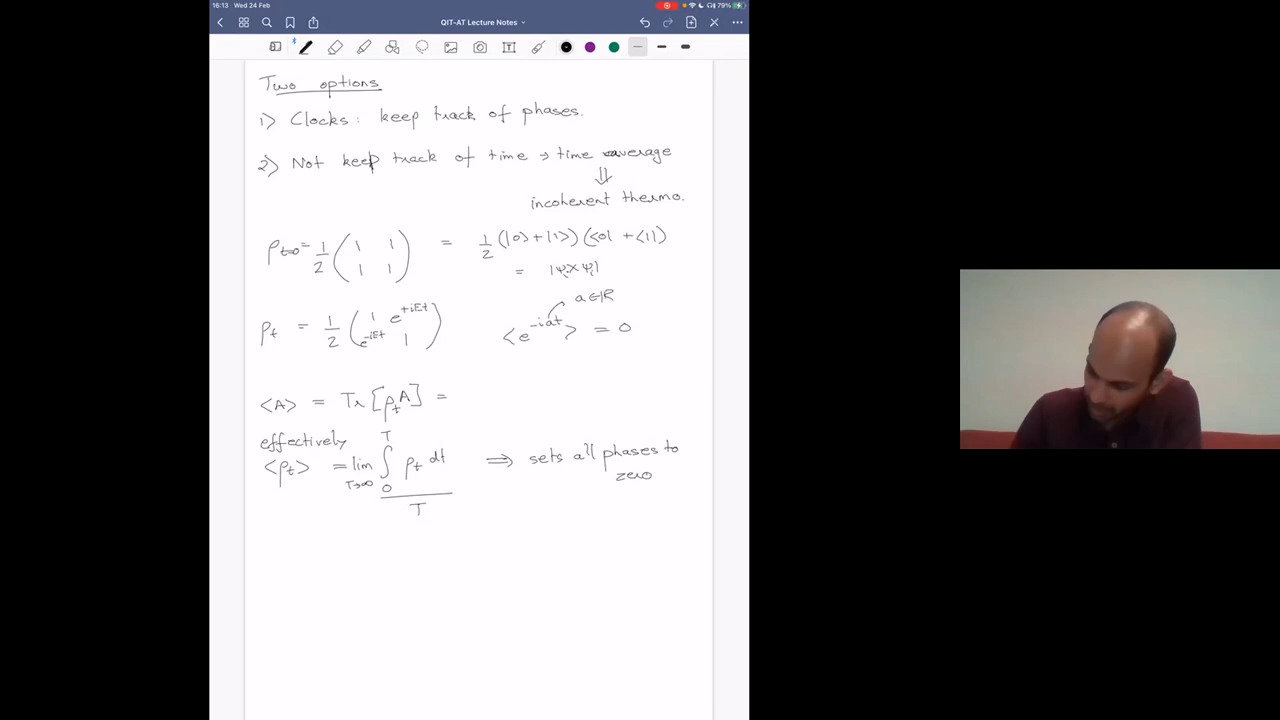 16:13 Wed 24 Feb
79%
QIT-AT Lecture Notes
Two options
1) Clocks: keep track of phases.
2) Not keep track of time → time average
⇓
incoherent thermo.
ρ_{t=0} = 1/2 (1 1; 1 1) = 1/2 (|0> + |1>) (<0| + <1|)
= |Ψ_i X Ψ_i|
ρ_t = 1/2 (1 e^{+iEt}; e^{-iEt} 1) <e^{-iat}> = 0
a ∈ ℝ
<A> = Tr [ρ_t A] =
effectively
<ρ_t> = lim_{T→∞} ∫_0^T ρ_t dt / T ⟹ sets all phases to
zero